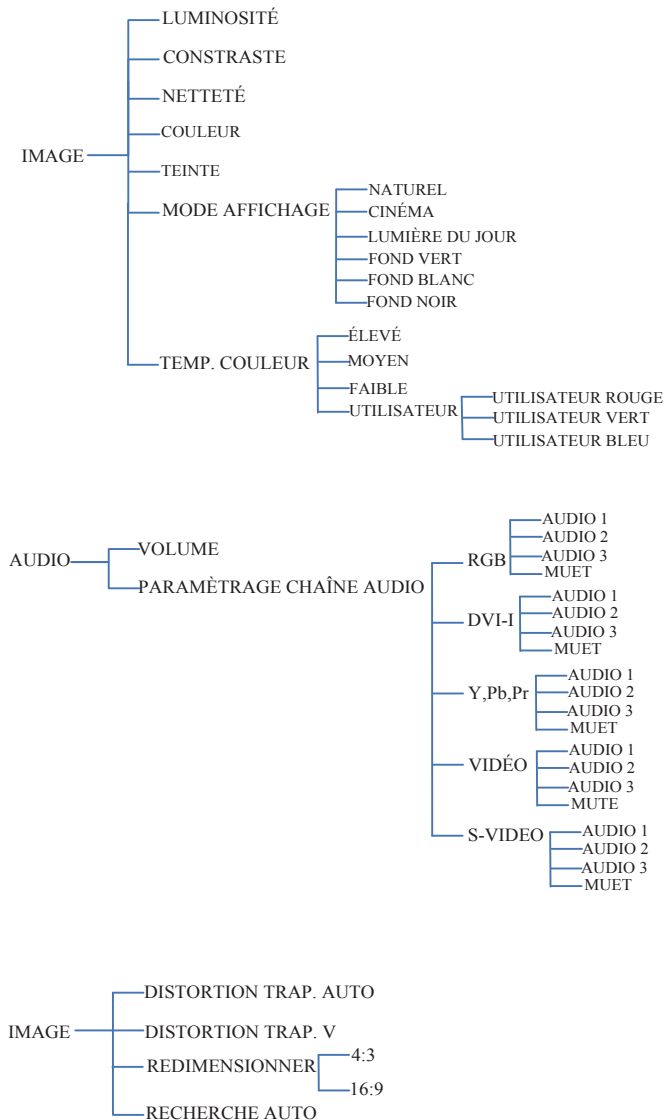 LUMINOSITÉ
CONSTRASTE
NETTETÉ
COULEUR
IMAGE
TEINTE
MODE AFFICHAGE
NATUREL
CINÉMA
LUMIÈRE DU JOUR
FOND VERT
FOND BLANC
FOND NOIR
TEMP. COULEUR
ÉLEVÉ
MOYEN
FAIBLE
UTILISATEUR
UTILISATEUR ROUGE
UTILISATEUR VERT
UTILISATEUR BLEU
AUDIO
VOLUME
PARAMÈTRAGE CHAÎNE AUDIO
RGB
AUDIO 1
AUDIO 2
AUDIO 3
MUET
DVI-I
AUDIO 1
AUDIO 2
AUDIO 3
MUET
Y,Pb,Pr
AUDIO 1
AUDIO 2
AUDIO 3
MUET
VIDÉO
AUDIO 1
AUDIO 2
AUDIO 3
MUTE
S-VIDEO
AUDIO 1
AUDIO 2
AUDIO 3
MUET
IMAGE
DISTORTION TRAP. AUTO
DISTORTION TRAP. V
REDIMENSIONNER
4:3
16:9
RECHERCHE AUTO